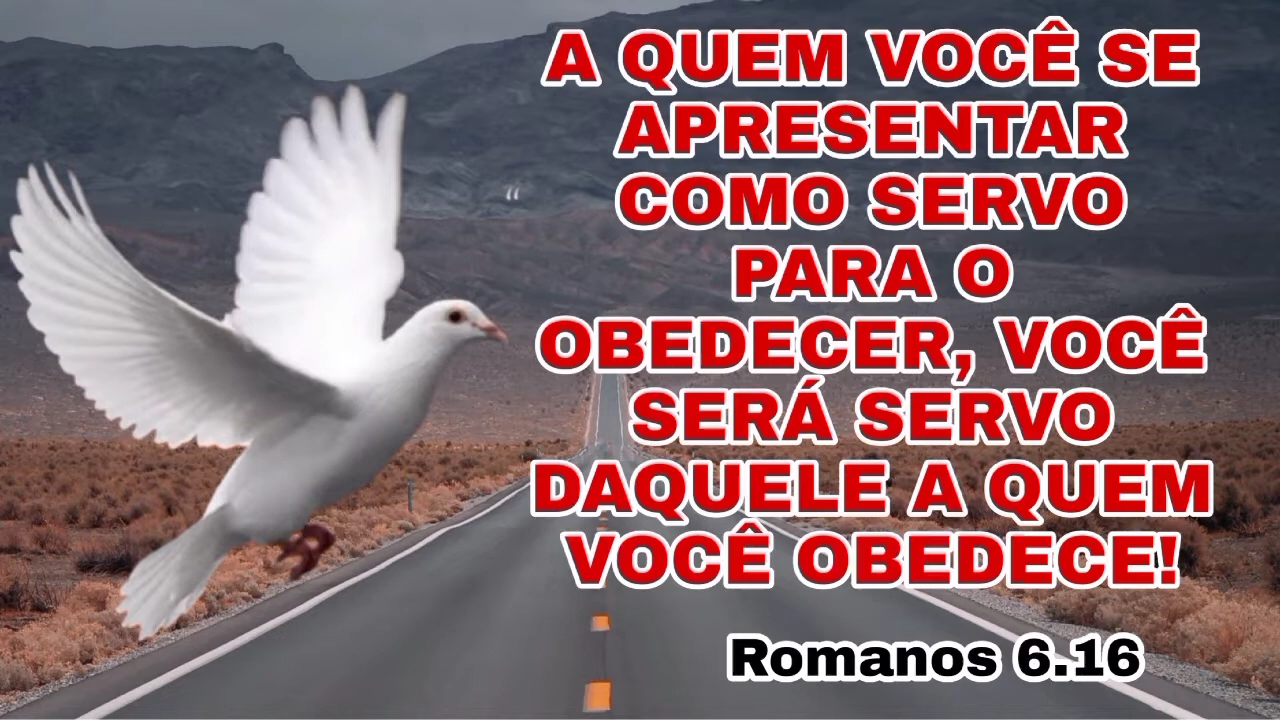 A QUEM VOCÊ SE
APRESENTAR
COMO SERVO
PARA O
OBEDECER, VOCÊ
SERÁ SERVO
DAQUELE A QUEM
VOCÊ OBEDECE!
Romanos 6.16